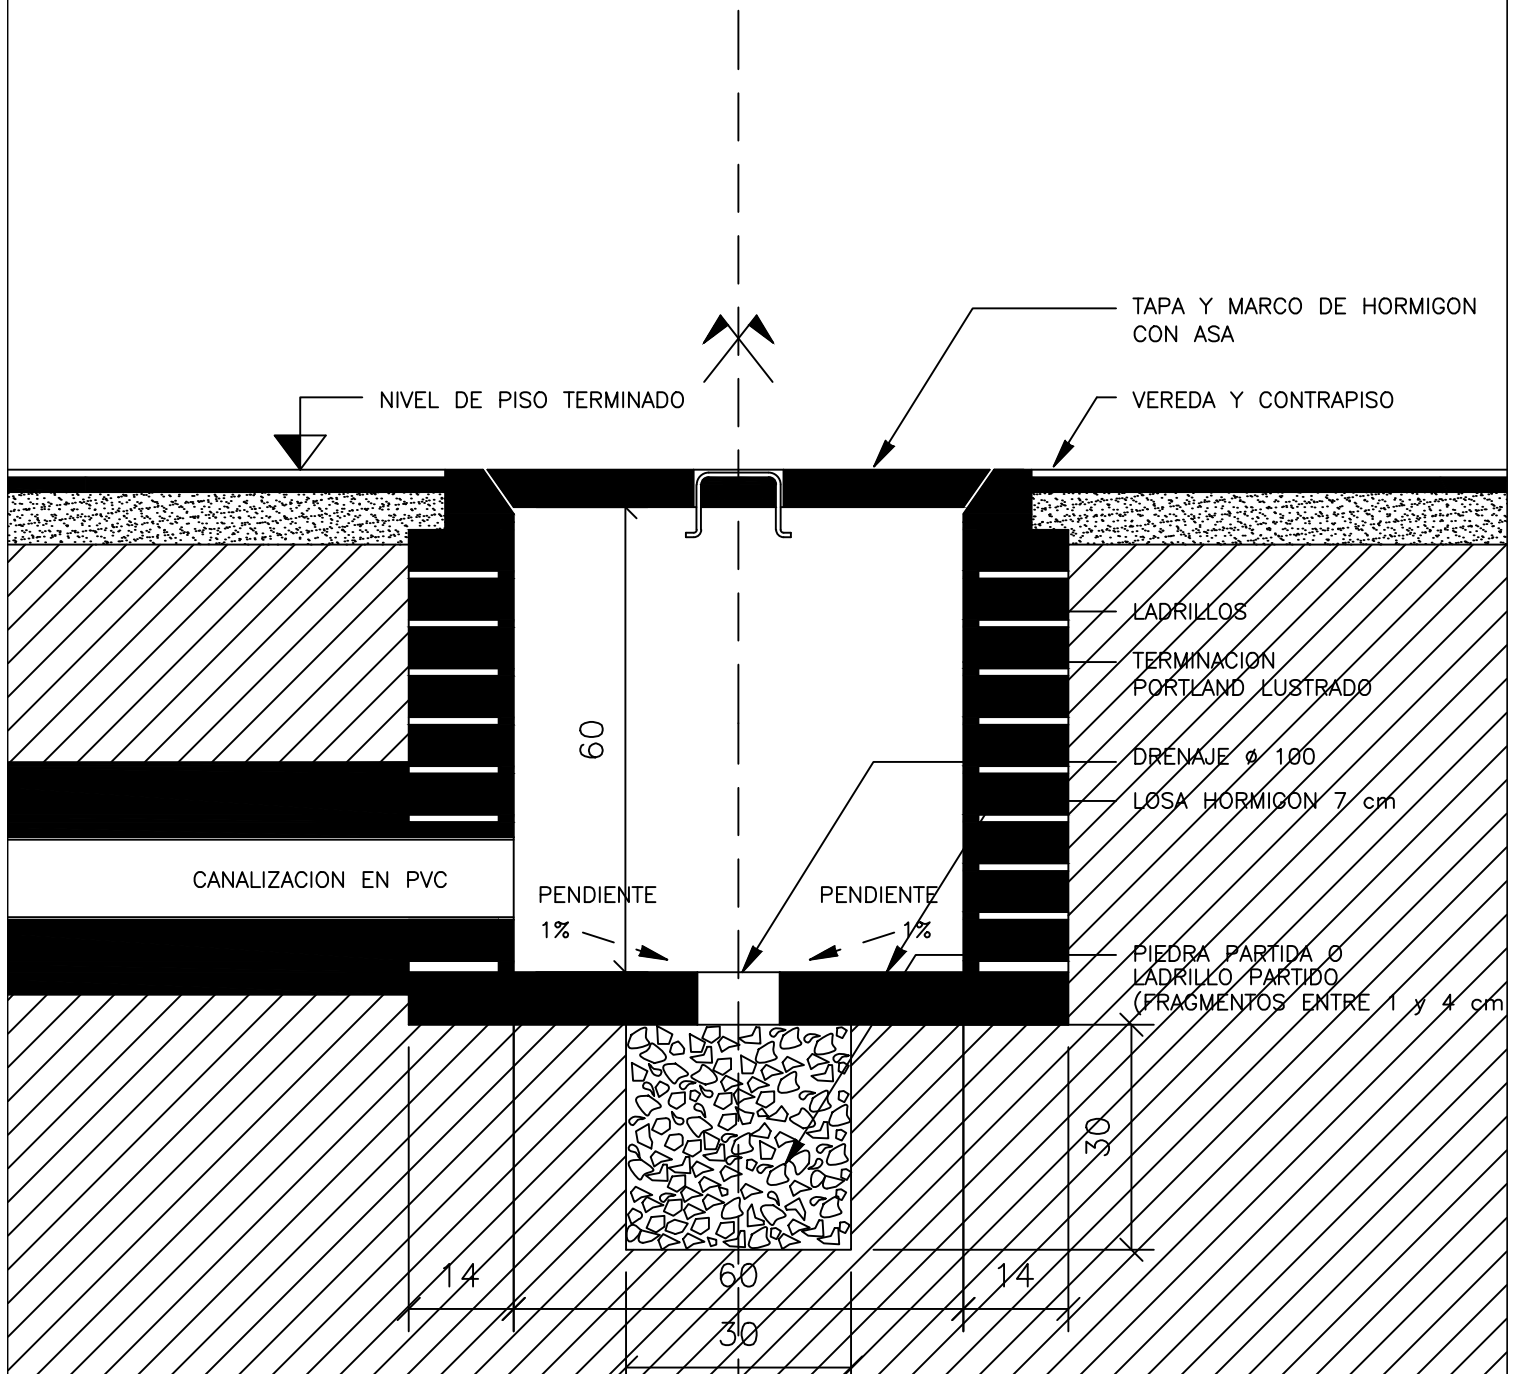 TAPA Y MARCO DE HORMIGON
CON ASA
NIVEL DE PISO TERMINADO
VEREDA Y CONTRAPISO
LADRILLOS
TERMINACION
PORTLAND LUSTRADO
60
DRENAJE ø 100
LOSA HORMIGON 7 cm
CANALIZACION EN PVC
PENDIENTE
1%
PENDIENTE
1%
PIEDRA PARTIDA O
LADRILLO PARTIDO
(FRAGMENTOS ENTRE 1 y 4 cm
30
14
60
14
30